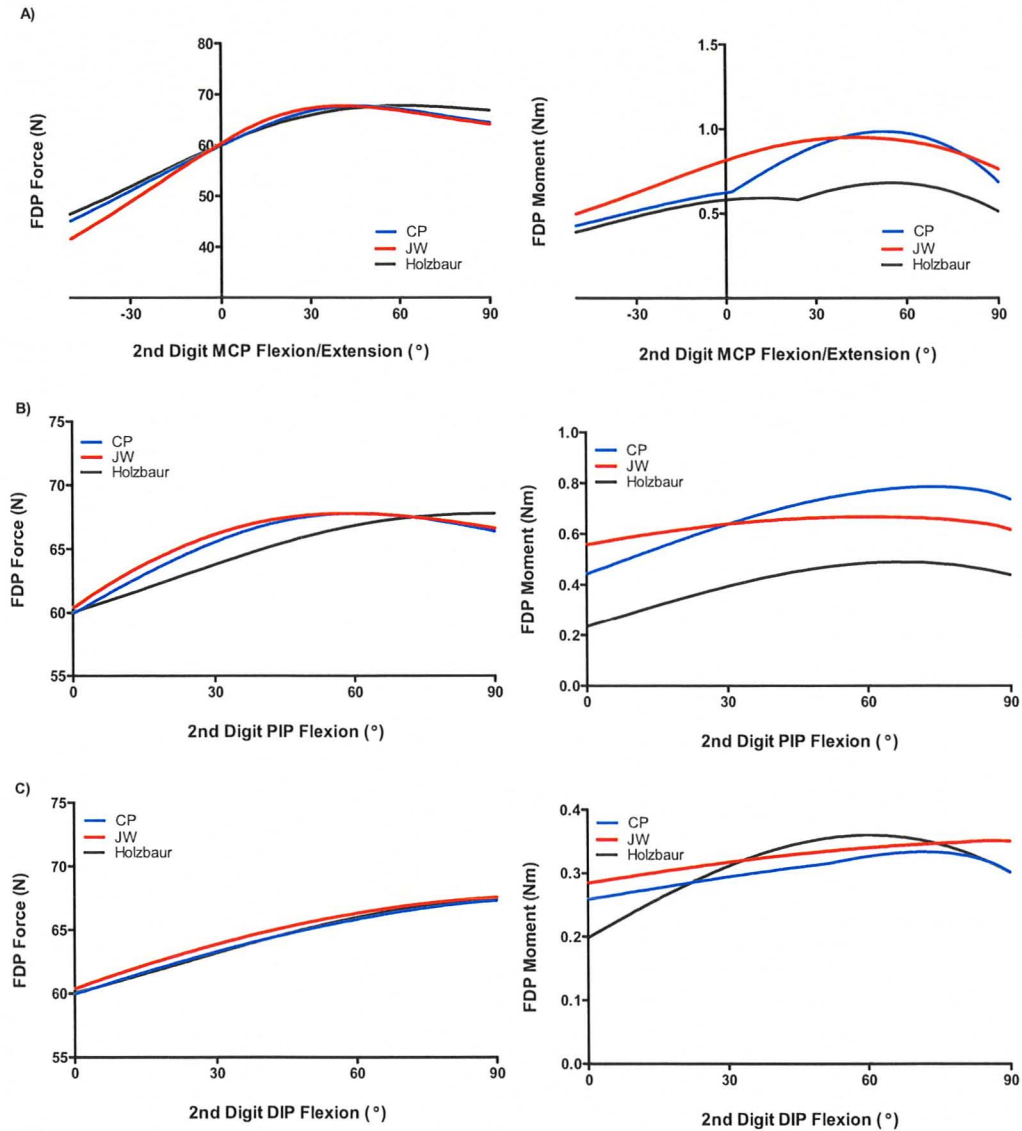 A)
FDP Force (N)
80
70
60
50
40
CP
JW
Holzbaur
-30
0
30
60
90
2nd Digit MCP Flexion/Extension (°)
FDP Moment (Nm)
1.5
1.0
0.5
CP
JW
Holzbaur
-30
0
30
60
90
2nd Digit MCP Flexion/Extension (°)
B)
FDP Force (N)
75
70
65
60
55
CP
JW
Holzbaur
0
30
60
90
2nd Digit PIP Flexion (°)
FDP Moment (Nm)
1.0
0.8
0.6
0.4
0.2
0.0
CP
JW
Holzbaur
0
30
60
90
2nd Digit PIP Flexion (°)
C)
FDP Force (N)
75
70
65
60
55
CP
JW
Holzbaur
0
30
60
90
2nd Digit DIP Flexion (°)
FDP Moment (Nm)
0.4
0.3
0.2
0.1
0.0
CP
JW
Holzbaur
0
30
60
90
2nd Digit DIP Flexion (°)